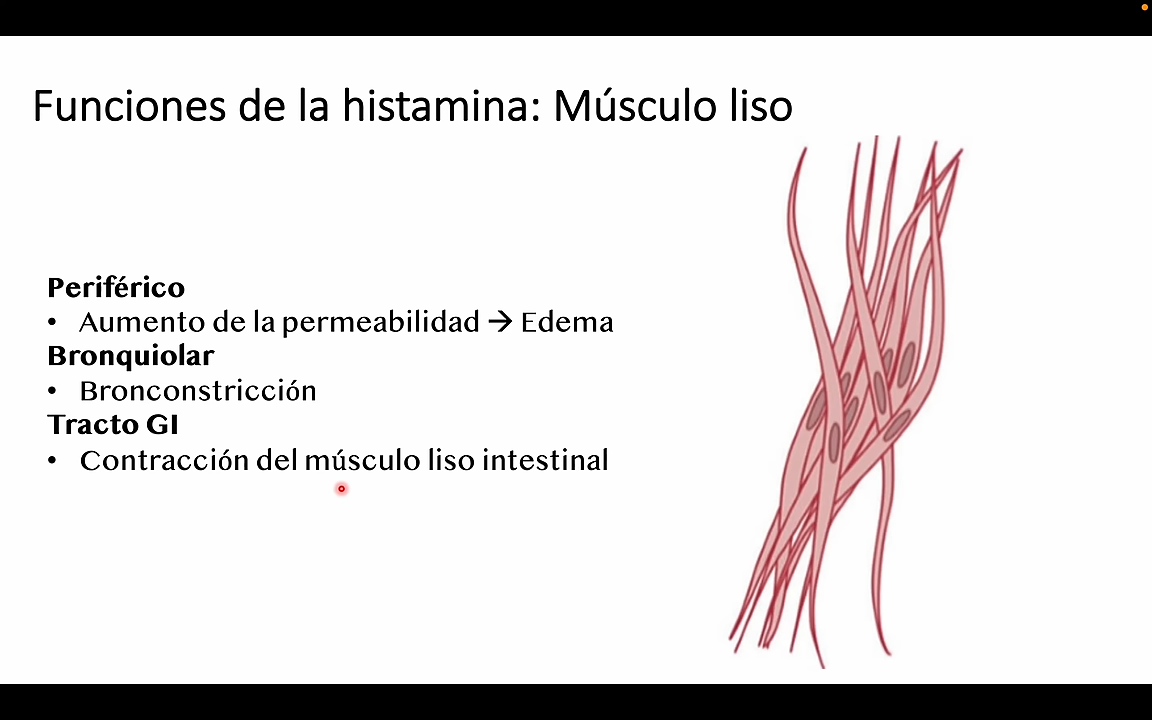 Funciones de la histamina: Músculo liso
Periférico
• Aumento de la permeabilidad → Edema
Bronquiolar
• Bronconstricción
Tracto GI
• Contracción del músculo liso intestinal